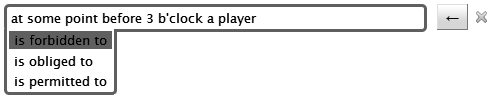 at some point before 3 b'clock a player
is forbidden to
is obliged to
is permitted to